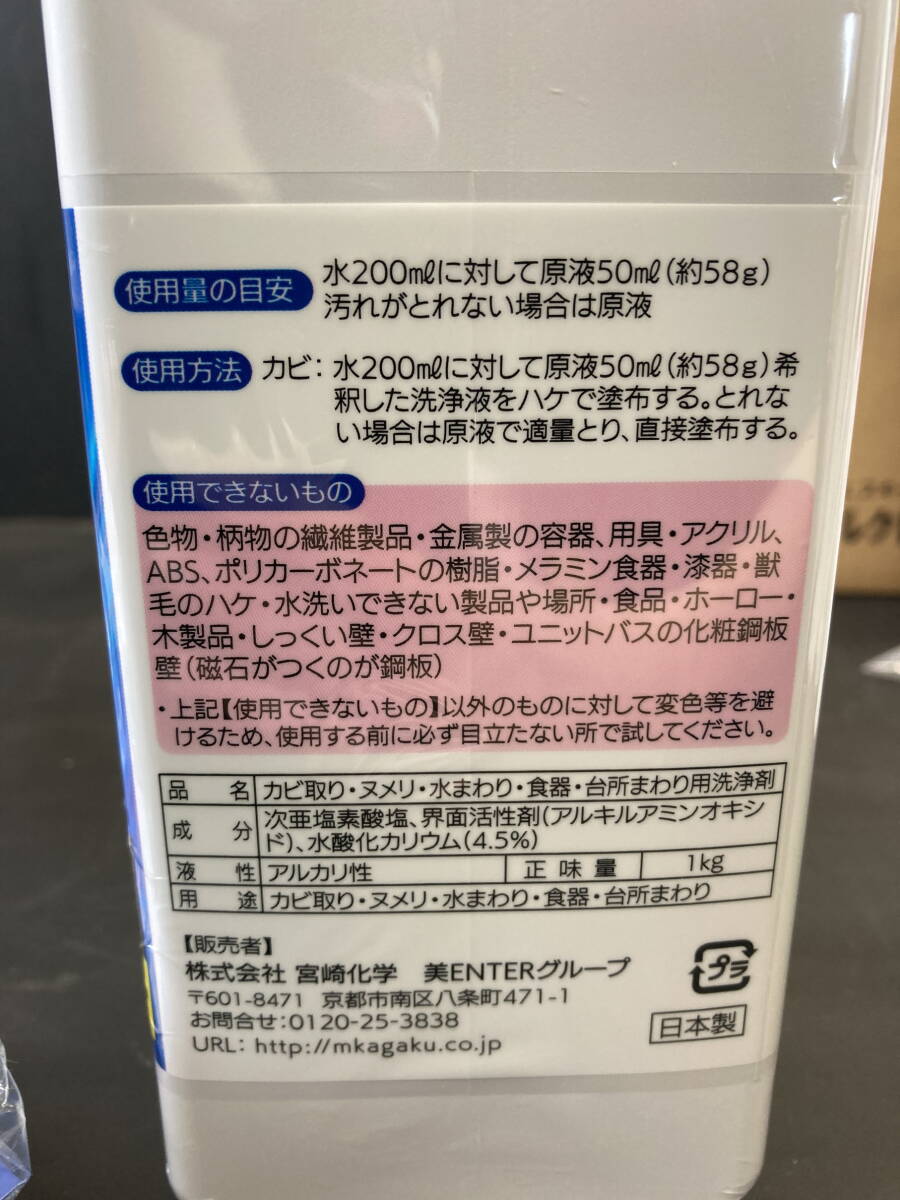 使用量の目安 水200㎖に対して原液50㎖(約58g)
汚れがとれない場合は原液
使用方法 カビ：水200㎖に対して原液50㎖(約58g)希
釈した洗浄液をハケで塗布する。とれな
い場合は原液で適量とり、直接塗布する。
使用できないもの
色物・柄物の繊維製品・金属製の容器、用具・アクリル、
ABS、ポリカーボネートの樹脂・メラミン食器・漆器・獣
毛のハケ・水洗いできない製品や場所・食品・ホーロー・
木製品・しっくい壁・クロス壁・ユニットバスの化粧鋼板
壁(磁石がつくのが鋼板)
・上記【使用できないもの】以外のものに対して変色等を避
けるため、使用する前に必ず目立たない所で試してください。
品名 カビ取り・ヌメリ・水まわり・食器・台所まわり用洗浄剤
成分 次亜塩素酸塩、界面活性剤(アルキルアミンオキシ
ド)、水酸化カリウム(4.5%)
液性 アルカリ性 正味量 1kg
用途 カビ取り・ヌメリ・水まわり・食器・台所まわり
【販売者】
株式会社 宮崎化学 美ENTERグループ
〒601-8471 京都市南区八条町471-1
お問合せ:0120-25-3838
URL: http://mkagaku.co.jp
プラ
日本製